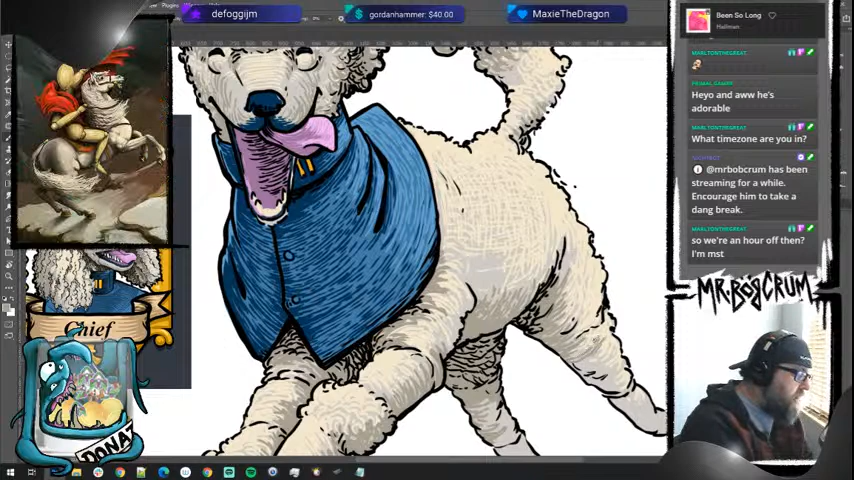 defoggijm
gordanhammer: $40.00
MaxieTheDragon
Been So Long
Hellman
MARLTONTHEGREAT
Heyo and aww he's
adorable
MARLTONTHEGREAT
What timezone are you in?
@mrbobcrum has been
streaming for a while.
Encourage him to take a
dang break.
MARLTONTHEGREAT
so we're an hour off then?
I'm mst
MR.BOBCRUM
Chief
DONAT